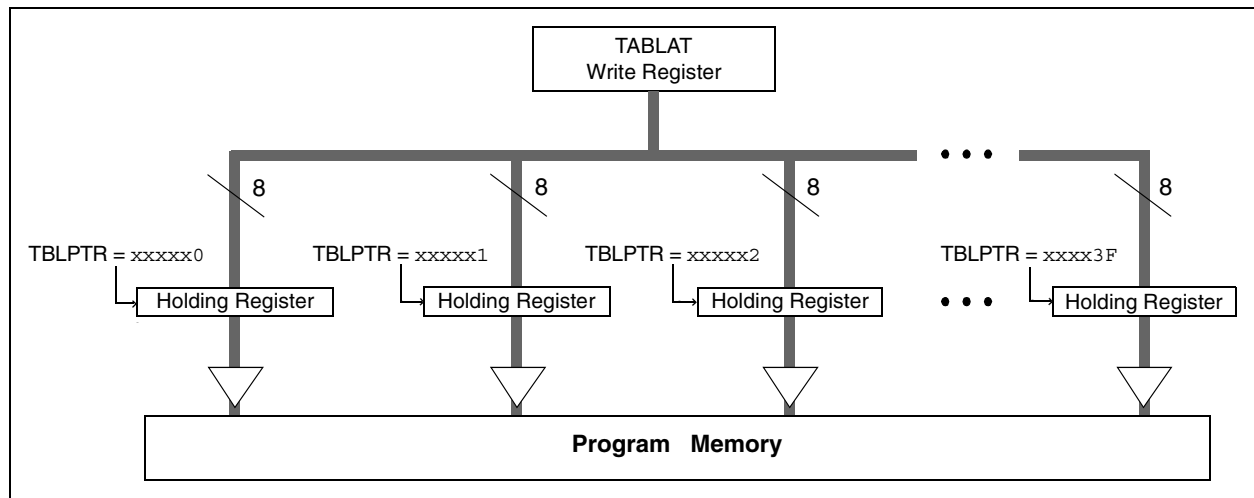 TABLAT
Write Register
• • •
8 8 8 8
TBLPTR = xxxxx0 TBLPTR = xxxxx1 TBLPTR = xxxxx2 TBLPTR = xxxx3F
Holding Register Holding Register Holding Register • • • Holding Register
Program Memory